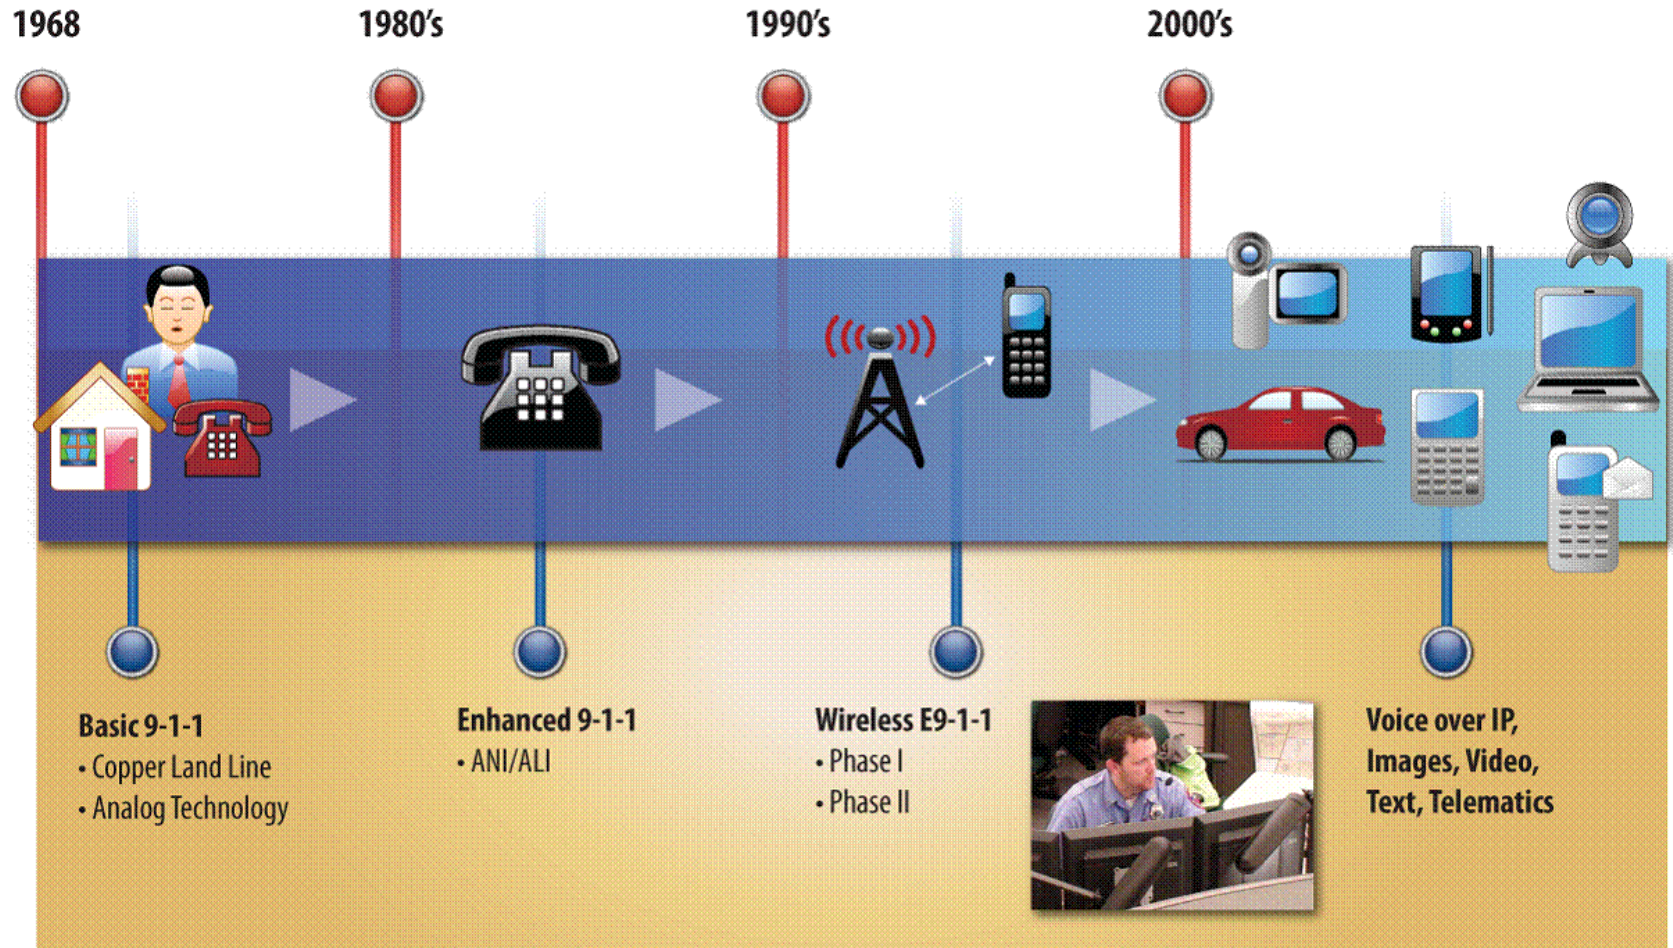 1968
1980's
1990's
2000's
Basic 9-1-1
• Copper Land Line
• Analog Technology
Enhanced 9-1-1
• ANI/ALI
Wireless E9-1-1
• Phase I
• Phase II
Voice over IP,
Images, Video,
Text, Telematics